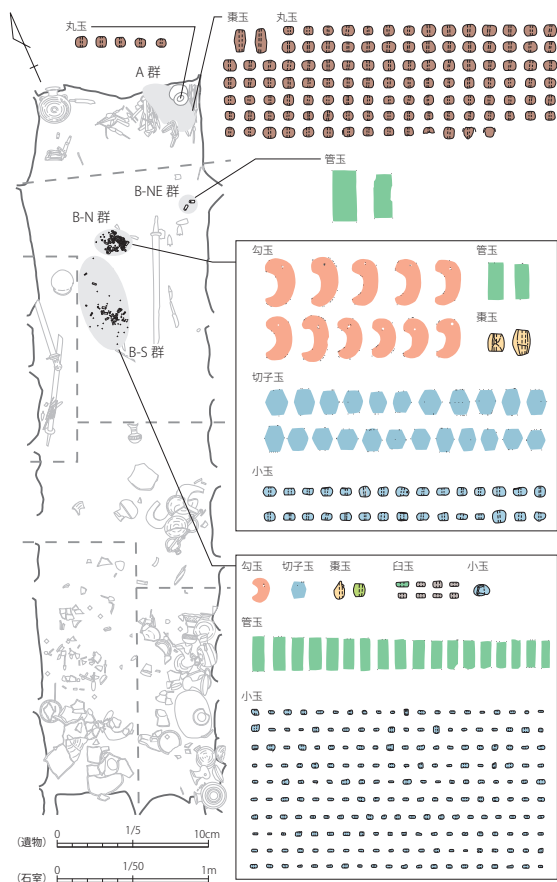 丸玉
棗玉 丸玉
A 群
管玉
B-NE 群
B-N 群
勾玉 管玉
棗玉
B-S 群
切子玉
小玉
勾玉 切子玉 棗玉 臼玉 小玉
管玉
小玉
(遺物) 0 1/5 10cm
(石室) 0 1/50 1m